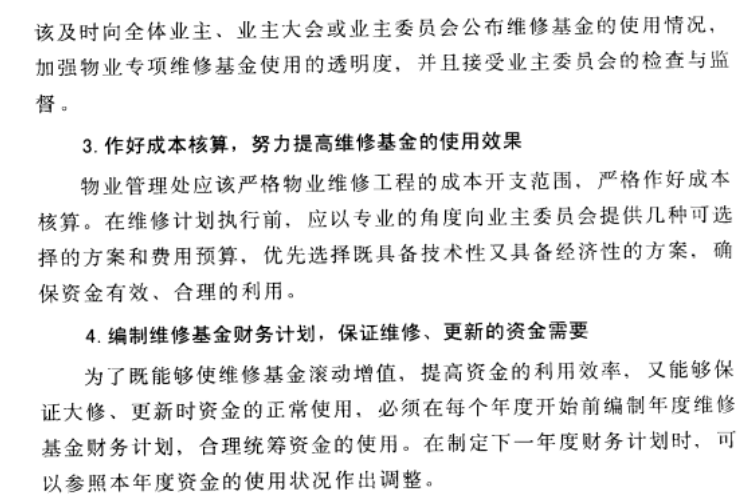 该及时向全体业主、业主大会或业主委员会公布维修基金的使用情况，
加强物业专项维修基金使用的透明度，并且接受业主委员会的检查与监
督。
3. 作好成本核算，努力提高维修基金的使用效果
物业管理处应该严格物业维修工程的成本开支范围，严格作好成本
核算。在维修计划执行前，应以专业的角度向业主委员会提供几种可选
择的方案和费用预算，优先选择既具备技术性又具备经济性的方案，确
保资金有效、合理的利用。
4. 编制维修基金财务计划，保证维修、更新的资金需要
为了既能够使维修基金滚动增值，提高资金的利用效率，又能够保
证大修、更新时资金的正常使用，必须在每个年度开始前编制年度维修
基金财务计划，合理统筹资金的使用。在制定下一年度财务计划时，可
以参照本年度资金的使用状况作出调整。